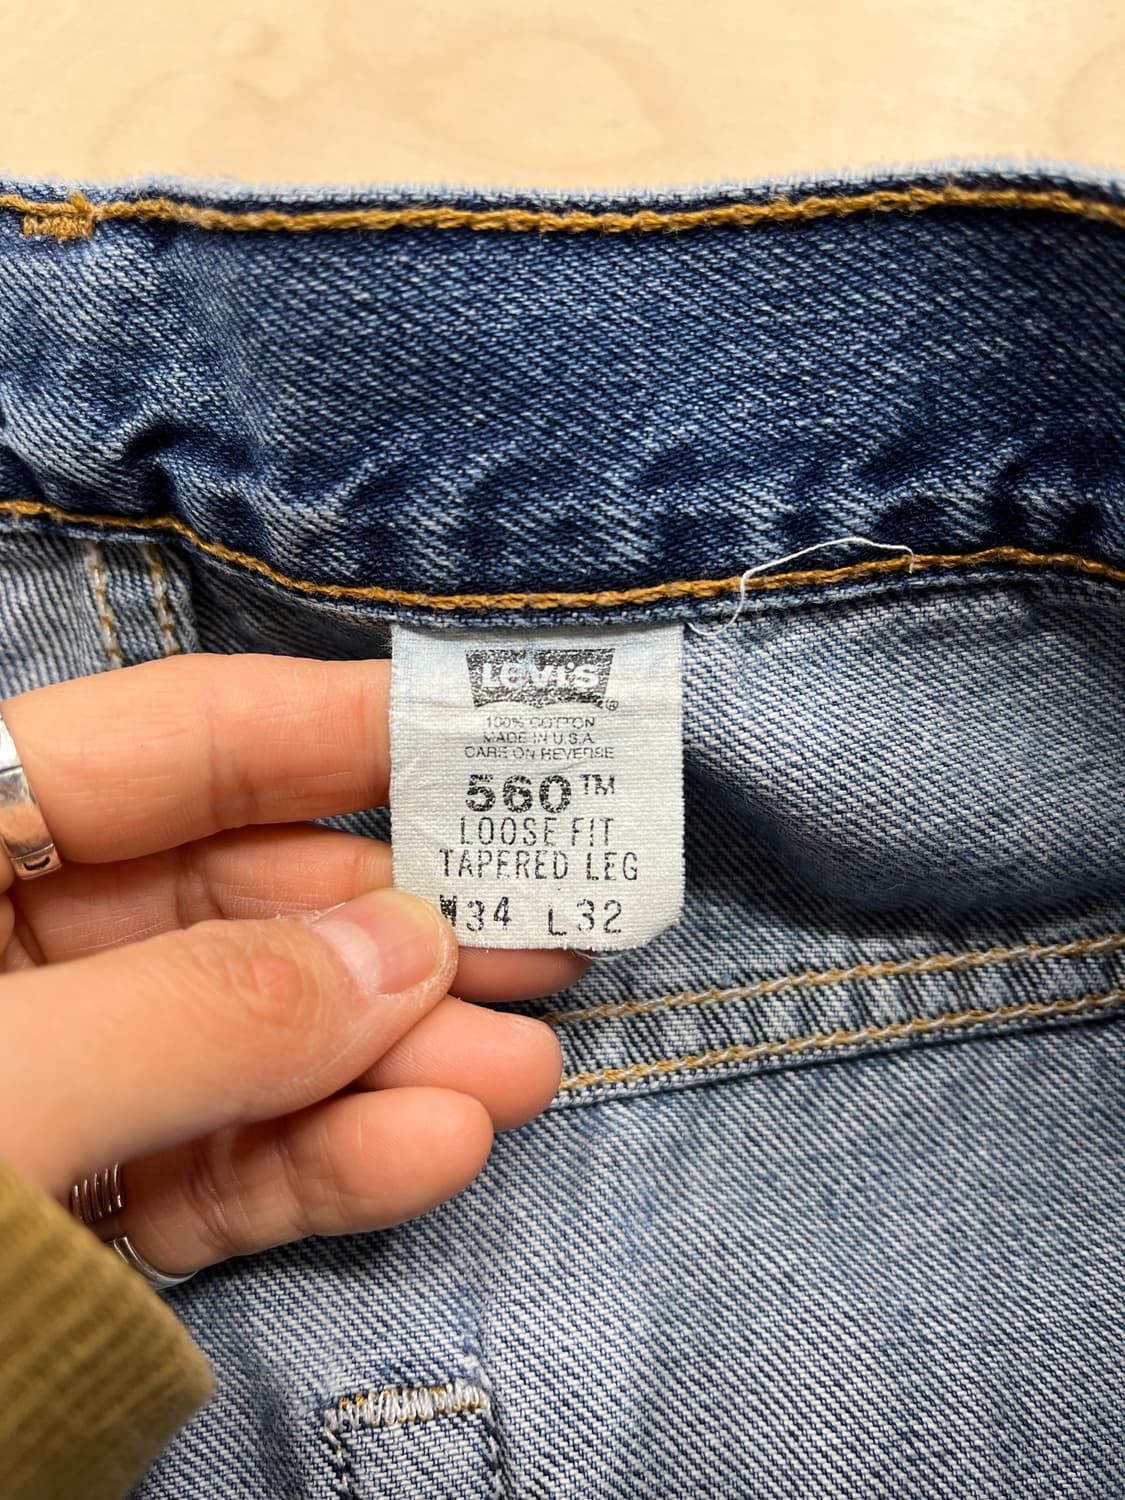 LEVI'S®
100% COTTON
MADE IN U.S.A.
CARE ON REVERSE
560™
LOOSE FIT
TAPERED LEG
W34 L32